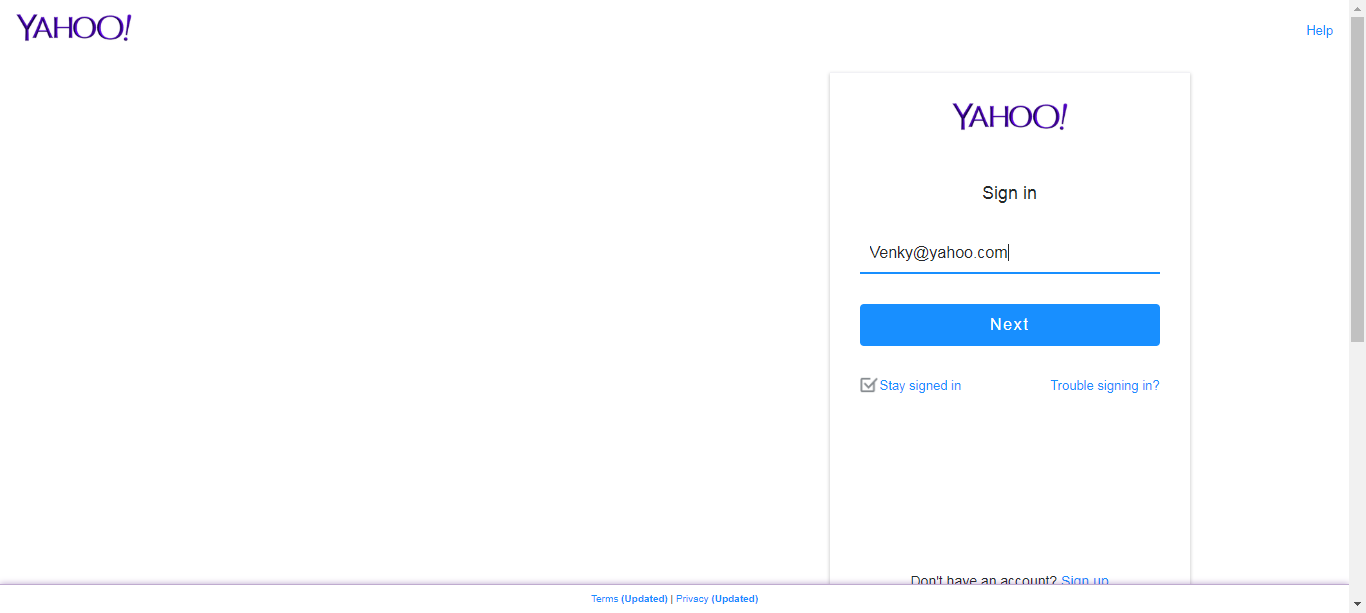 YAHOO!
Help
YAHOO!
Sign in
Venky@yahoo.com
Next
Stay signed in
Trouble signing in?
Don't have an account? Sign up
Terms (Updated) | Privacy (Updated)